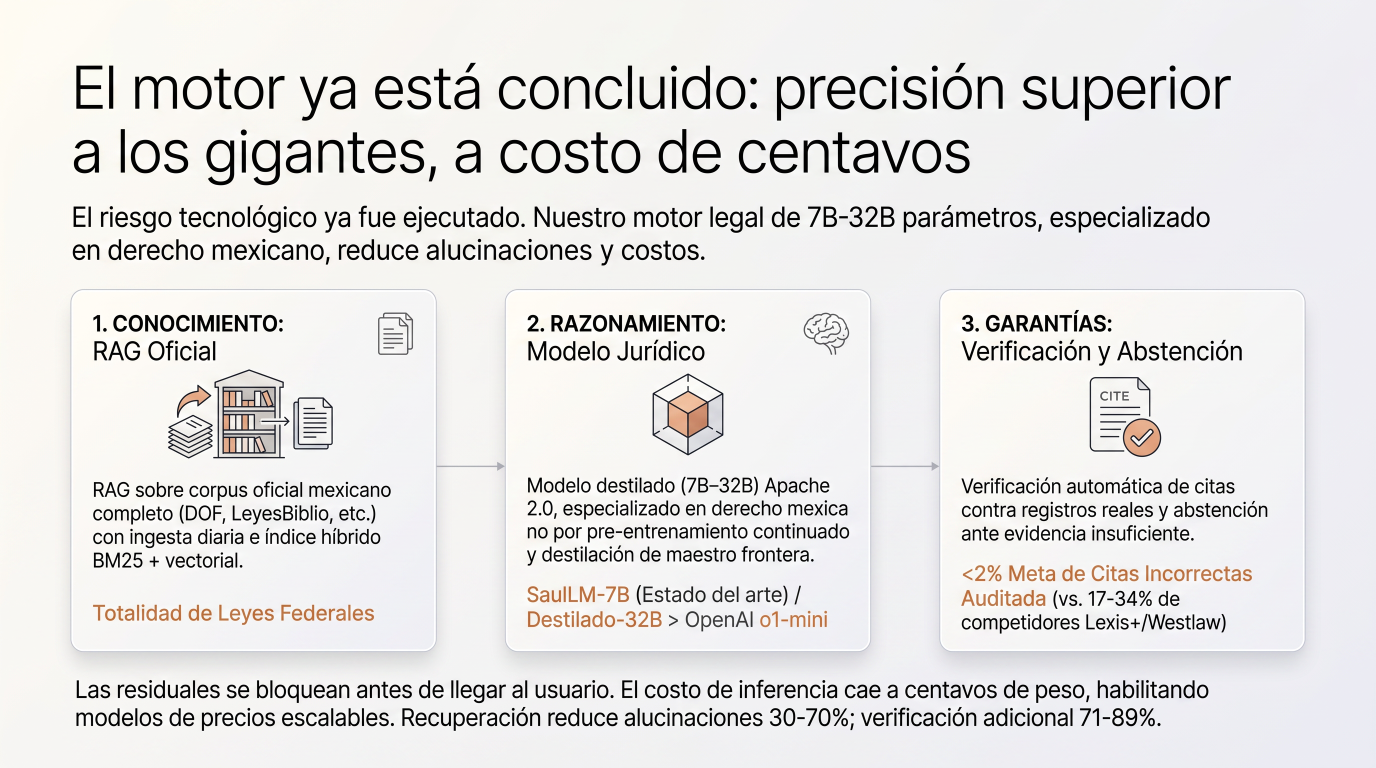 El motor ya está concluido: precisión superior
a los gigantes, a costo de centavos
El riesgo tecnológico ya fue ejecutado. Nuestro motor legal de 7B-32B parámetros, especializado
en derecho mexicano, reduce alucinaciones y costos.
1. CONOCIMIENTO:
RAG Oficial
RAG sobre corpus oficial mexicano
completo (DOF, LeyesBiblio, etc.)
con ingesta diaria e índice híbrido
BM25 + vectorial.
Totalidad de Leyes Federales
2. RAZONAMIENTO:
Modelo Jurídico
Modelo destilado (7B–32B) Apache
2.0, especializado en derecho mexica
no por pre-entrenamiento continuado
y destilación de maestro frontera.
SaulLM-7B (Estado del arte) /
Destilado-32B > OpenAI o1-mini
3. GARANTÍAS:
Verificación y Abstención
CITE
Verificación automática de citas
contra registros reales y abstención
ante evidencia insuficiente.
<2% Meta de Citas Incorrectas
Auditada (vs. 17-34% de
competidores Lexis+/Westlaw)
Las residuales se bloquean antes de llegar al usuario. El costo de inferencia cae a centavos de peso, habilitando
modelos de precios escalables. Recuperación reduce alucinaciones 30-70%; verificación adicional 71-89%.